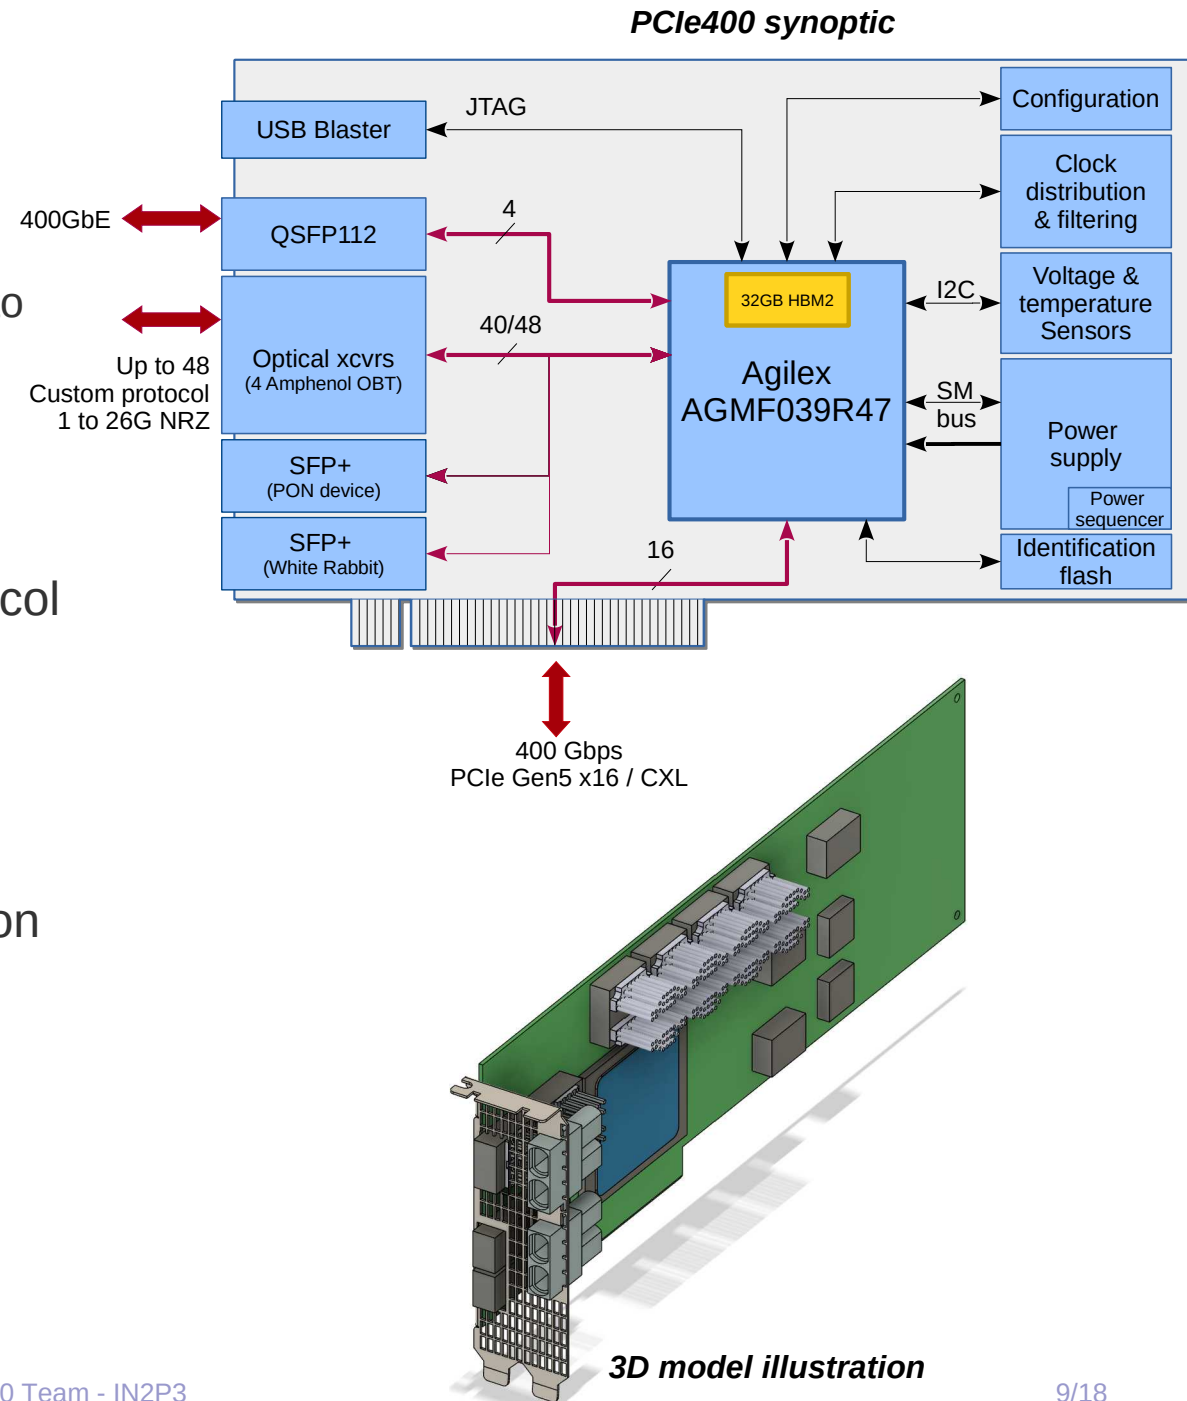 PCIe400 synoptic
USB Blaster
JTAG
Configuration
Clock
distribution
& filtering
400GbE
QSFP112
4
32GB HBM2
I2C
Voltage &
temperature
Sensors
o
Up to 48
Custom protocol
1 to 26G NRZ
Optical xcvrs
(4 Amphenol OBT)
40/48
Agilex
AGMF039R47
SM
bus
Power
supply
Power
sequencer
SFP+
(PON device)
SFP+
(White Rabbit)
16
Identification
flash
col
400 Gbps
PCIe Gen5 x16 / CXL
on
3D model illustration
0 Team - IN2P3
9/18